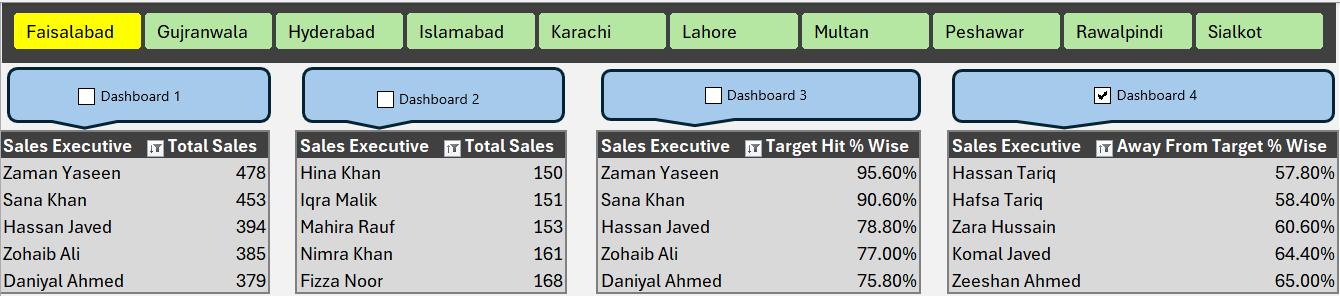 Faisalabad Gujranwala Hyderabad Islamabad Karachi Lahore Multan Peshawar Rawalpindi Sialkot
Dashboard 1 Dashboard 2 Dashboard 3 Dashboard 4
Sales Executive Total Sales Sales Executive Total Sales Sales Executive Target Hit % Wise Sales Executive Away From Target % Wise
Zaman Yaseen 478 Hina Khan 150 Zaman Yaseen 95.60% Hassan Tariq 57.80%
Sana Khan 453 Iqra Malik 151 Sana Khan 90.60% Hafsa Tariq 58.40%
Hassan Javed 394 Mahira Rauf 153 Hassan Javed 78.80% Zara Hussain 60.60%
Zohaib Ali 385 Nimra Khan 161 Zohaib Ali 77.00% Komal Javed 64.40%
Daniyal Ahmed 379 Fizza Noor 168 Daniyal Ahmed 75.80% Zeeshan Ahmed 65.00%